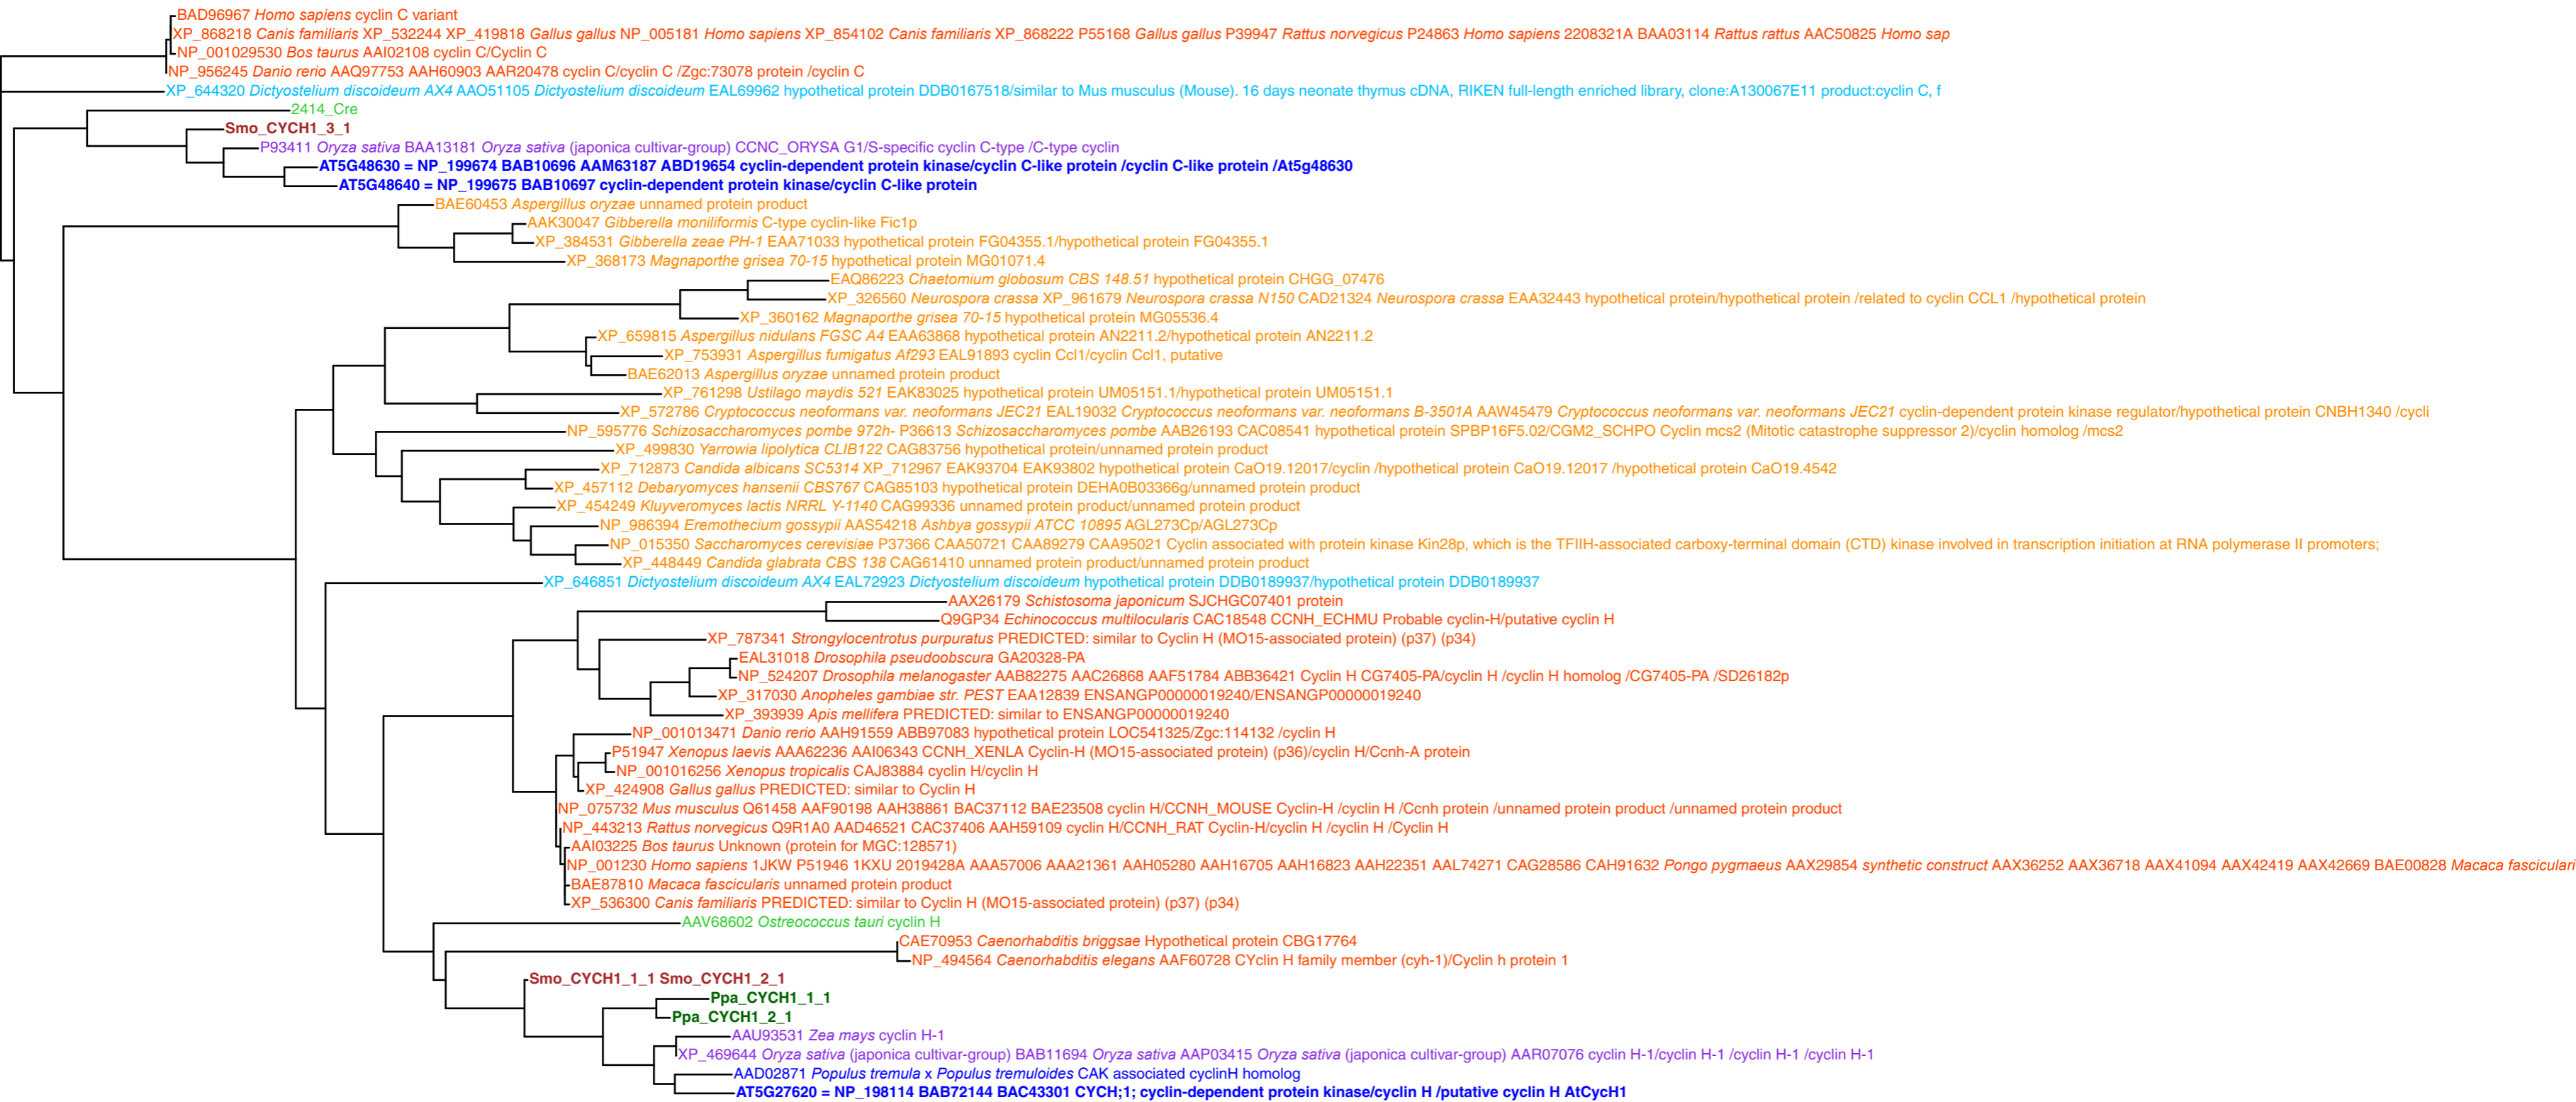 BAD96967 Homo sapiens cyclin C variant
XP_868218 Canis familiaris XP_532244 XP_419818 Gallus gallus NP_005181 Homo sapiens XP_854102 Canis familiaris XP_868222 P55168 Gallus gallus P39947 Rattus norvegicus P24863 Homo sapiens 2208321A BAA03114 Rattus rattus AAC50825 Homo sap
NP_001029530 Bos taurus AAI02108 cyclin C/Cyclin C
NP_956245 Danio rerio AAQ97753 AAH60903 AAR20478 cyclin C/cyclin C /Zgc:73078 protein /cyclin C
XP_644320 Dictyostelium discoideum AX4 AAO51105 Dictyostelium discoideum EAL69962 hypothetical protein DDB0167518/similar to Mus musculus (Mouse). 16 days neonate thymus cDNA, RIKEN full-length enriched library, clone:A130067E11 product:cyclin C, f
2414_Cre
Smo_CYCH1_3_1
P93411 Oryza sativa BAA13181 Oryza sativa (japonica cultivar-group) CCNC_ORYSA G1/S-specific cyclin C-type /C-type cyclin
AT5G48630 = NP_199674 BAB10696 AAM63187 ABD19654 cyclin-dependent protein kinase/cyclin C-like protein /cyclin C-like protein /At5g48630
AT5G48640 = NP_199675 BAB10697 cyclin-dependent protein kinase/cyclin C-like protein
BAE60453 Aspergillus oryzae unnamed protein product
AAK30047 Gibberella moniliformis C-type cyclin-like Fic1p
XP_384531 Gibberella zeae PH-1 EAA71033 hypothetical protein FG04355.1/hypothetical protein FG04355.1
XP_368173 Magnaporthe grisea 70-15 hypothetical protein MG01071.4
EAQ86223 Chaetomium globosum CBS 148.51 hypothetical protein CHGG_07476
XP_326560 Neurospora crassa XP_961679 Neurospora crassa N150 CAD21324 Neurospora crassa EAA32443 hypothetical protein/hypothetical protein /related to cyclin CCL1 /hypothetical protein
XP_360162 Magnaporthe grisea 70-15 hypothetical protein MG05536.4
XP_659815 Aspergillus nidulans FGSC A4 EAA63868 hypothetical protein AN2211.2/hypothetical protein AN2211.2
XP_753931 Aspergillus fumigatus Af293 EAL91893 cyclin Ccl1/cyclin Ccl1, putative
BAE62013 Aspergillus oryzae unnamed protein product
XP_761298 Ustilago maydis 521 EAK83025 hypothetical protein UM05151.1/hypothetical protein UM05151.1
XP_572786 Cryptococcus neoformans var. neoformans JEC21 EAL19032 Cryptococcus neoformans var. neoformans B-3501A AAW45479 Cryptococcus neoformans var. neoformans JEC21 cyclin-dependent protein kinase regulator/hypothetical protein CNBH1340 /cycli
NP_595776 Schizosaccharomyces pombe 972h- P36613 Schizosaccharomyces pombe AAB26193 CAC08541 hypothetical protein SPBP16F5.02/CGM2_SCHPO Cyclin mcs2 (Mitotic catastrophe suppressor 2)/cyclin homolog /mcs2
XP_499830 Yarrowia lipolytica CLIB122 CAG83756 hypothetical protein/unnamed protein product
XP_712873 Candida albicans SC5314 XP_712967 EAK93704 EAK93802 hypothetical protein CaO19.12017/cyclin /hypothetical protein CaO19.12017 /hypothetical protein CaO19.4542
XP_457112 Debaryomyces hansenii CBS767 CAG85103 hypothetical protein DEHA0B03366g/unnamed protein product
XP_454249 Kluyveromyces lactis NRRL Y-1140 CAG99336 unnamed protein product/unnamed protein product
NP_986394 Eremothecium gossypii AAS54218 Ashbya gossypii ATCC 10895 AGL273Cp/AGL273Cp
NP_015350 Saccharomyces cerevisiae P37366 CAA50721 CAA89279 CAA95021 Cyclin associated with protein kinase Kin28p, which is the TFIIH-associated carboxy-terminal domain (CTD) kinase involved in transcription initiation at RNA polymerase II promoters;
XP_448449 Candida glabrata CBS 138 CAG61410 unnamed protein product/unnamed protein product
XP_646851 Dictyostelium discoideum AX4 EAL72923 Dictyostelium discoideum hypothetical protein DDB0189937/hypothetical protein DDB0189937
AAX26179 Schistosoma japonicum SJCHGC07401 protein
Q9GP34 Echinococcus multilocularis CAC18548 CCNH_ECHMU Probable cyclin-H/putative cyclin H
XP_787341 Strongylocentrotus purpuratus PREDICTED: similar to Cyclin H (MO15-associated protein) (p37) (p34)
EAL31018 Drosophila pseudoobscura GA20328-PA
NP_524207 Drosophila melanogaster AAB82275 AAC26868 AAF51784 ABB36421 Cyclin H CG7405-PA/cyclin H /cyclin H homolog /CG7405-PA /SD26182p
XP_317030 Anopheles gambiae str. PEST EAA12839 ENSANGP00000019240/ENSANGP00000019240
XP_393939 Apis mellifera PREDICTED: similar to ENSANGP00000019240
NP_001013471 Danio rerio AAH91559 ABB97083 hypothetical protein LOC541325/Zgc:114132 /cyclin H
P51947 Xenopus laevis AAA62236 AAI06343 CCNH_XENLA Cyclin-H (MO15-associated protein) (p36)/cyclin H/Ccnh-A protein
NP_001016256 Xenopus tropicalis CAJ83884 cyclin H/cyclin H
XP_424908 Gallus gallus PREDICTED: similar to Cyclin H
NP_075732 Mus musculus Q61458 AAF90198 AAH38861 BAC37112 BAE23508 cyclin H/CCNH_MOUSE Cyclin-H /cyclin H /Ccnh protein /unnamed protein product /unnamed protein product
NP_443213 Rattus norvegicus Q9R1A0 AAD46521 CAC37406 AAH59109 cyclin H/CCNH_RAT Cyclin-H/cyclin H /cyclin H /Cyclin H
AAI03225 Bos taurus Unknown (protein for MGC:128571)
NP_001230 Homo sapiens 1JKW P51946 1KXU 2019428A AAA57006 AAA21361 AAH05280 AAH16705 AAH16823 AAH22351 AAL74271 CAG28586 CAH91632 Pongo pygmaeus AAX29854 synthetic construct AAX36252 AAX36718 AAX41094 AAX42419 AAX42669 BAE00828 Macaca fasciculari
BAE87810 Macaca fascicularis unnamed protein product
XP_536300 Canis familiaris PREDICTED: similar to Cyclin H (MO15-associated protein) (p37) (p34)
AAV68602 Ostreococcus tauri cyclin H
CAE70953 Caenorhabditis briggsae Hypothetical protein CBG17764
NP_494564 Caenorhabditis elegans AAF60728 CYclin H family member (cyh-1)/Cyclin h protein 1
Smo_CYCH1_1_1 Smo_CYCH1_2_1
Ppa_CYCH1_1_1
Ppa_CYCH1_2_1
AAU93531 Zea mays cyclin H-1
XP_469644 Oryza sativa (japonica cultivar-group) BAB11694 Oryza sativa AAP03415 Oryza sativa (japonica cultivar-group) AAR07076 cyclin H-1/cyclin H-1 /cyclin H-1 /cyclin H-1
AAD02871 Populus tremula x Populus tremuloides CAK associated cyclinH homolog
AT5G27620 = NP_198114 BAB72144 BAC43301 CYCH;1; cyclin-dependent protein kinase/cyclin H /putative cyclin H AtCycH1